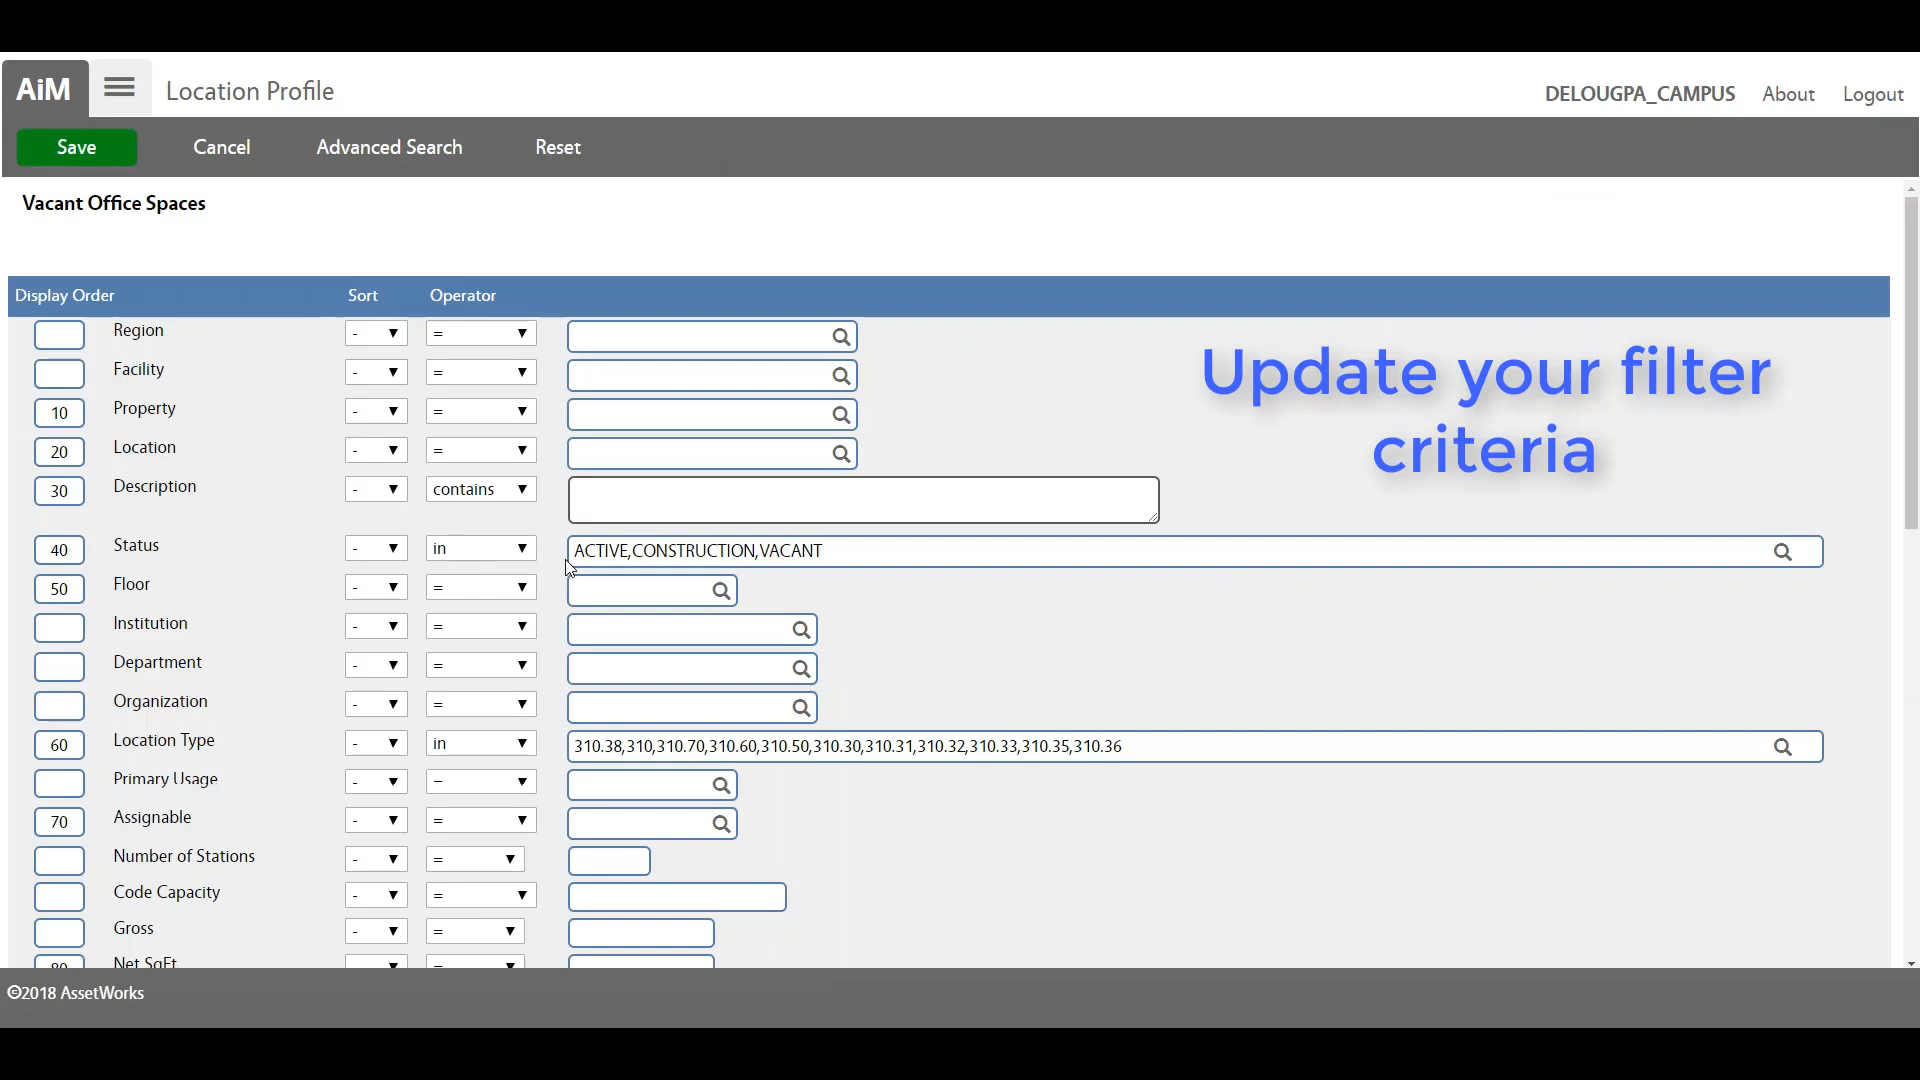 AiM Location Profile DELOUGPA_CAMPUS About Logout
Save Cancel Advanced Search Reset
Vacant Office Spaces
Display Order Sort Operator
Region - =
Facility - =
10 Property - =
20 Location - =
30 Description - contains
Update your filter
criteria
40 Status - in ACTIVE,CONSTRUCTION,VACANT
50 Floor - =
Institution - =
Department - =
Organization - =
60 Location Type - in 310.38,310,310.70,310.60,310.50,310.30,310.31,310.32,310.33,310.35,310.36
Primary Usage - =
70 Assignable - =
Number of Stations - =
Code Capacity - =
Gross - =
80 Net SqFt
©2018 AssetWorks